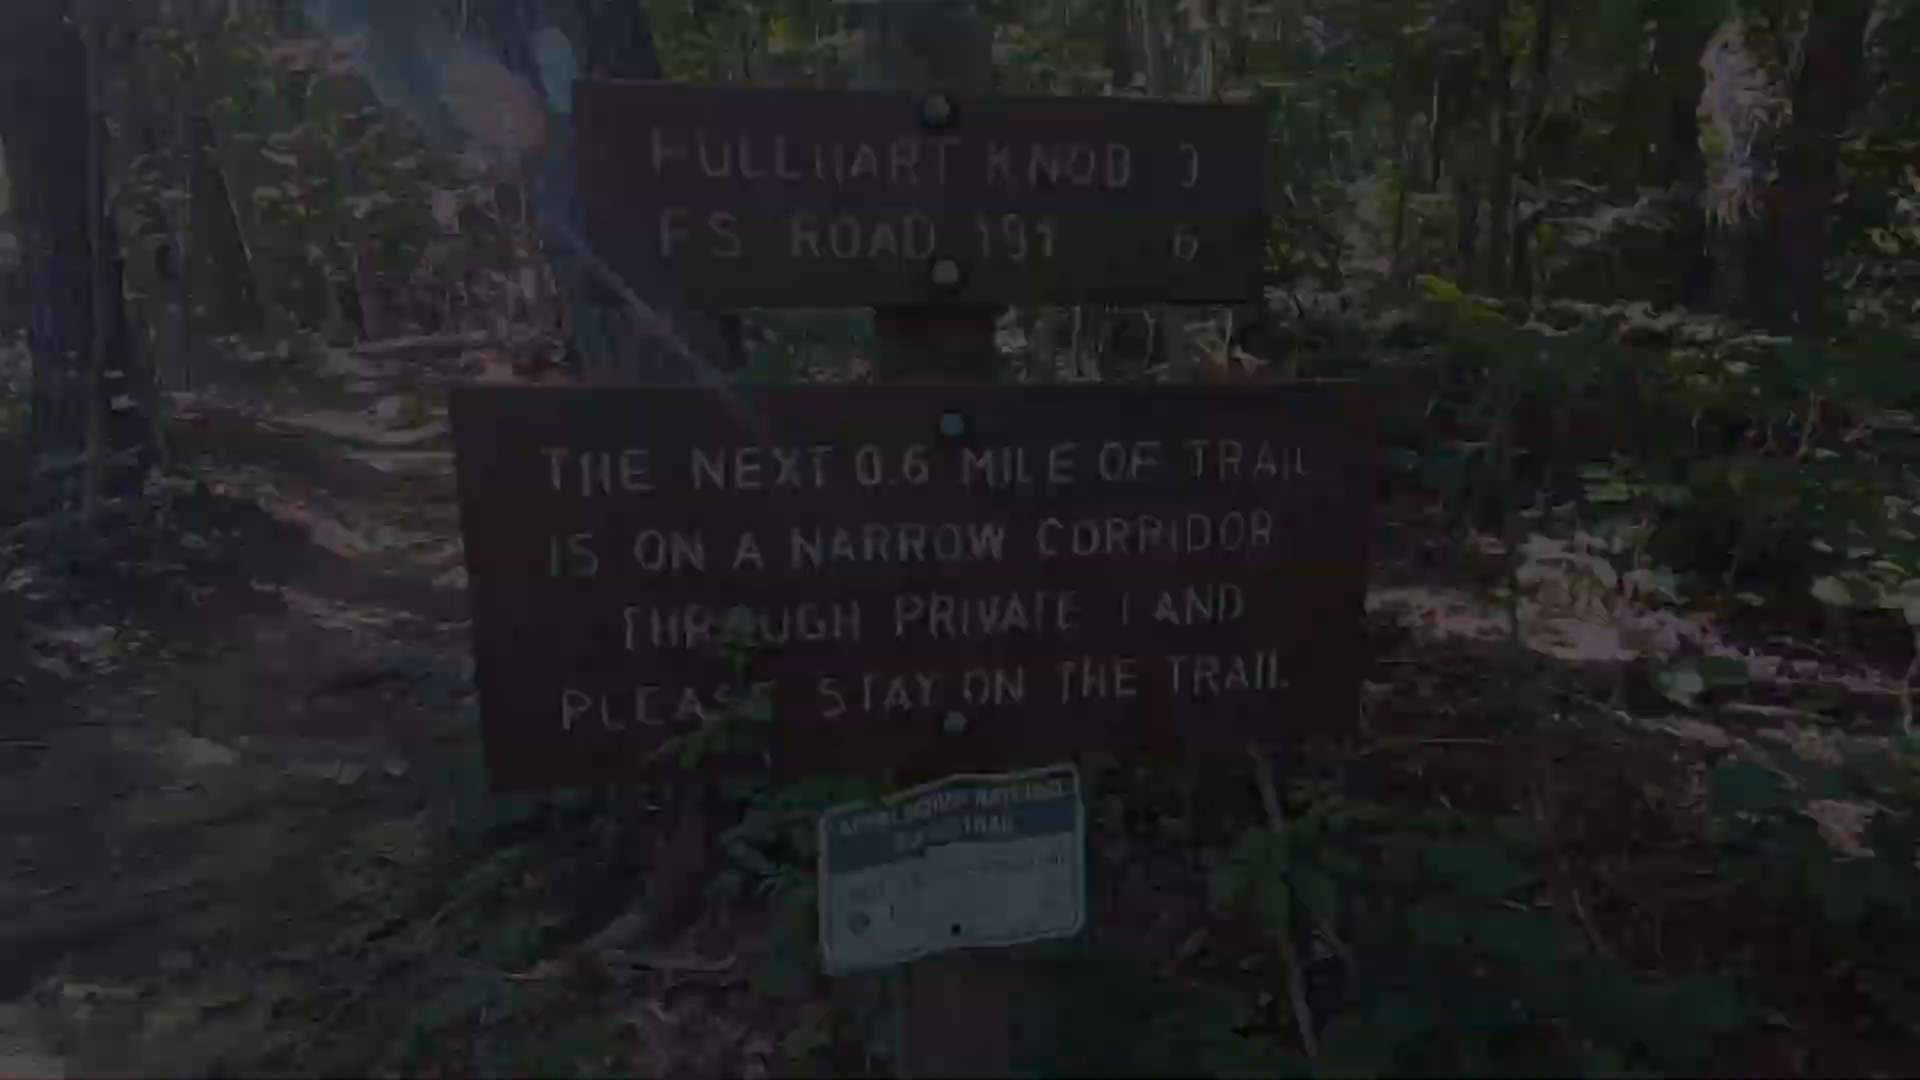 FULLHART KNOB 3
FS ROAD 191 6
THE NEXT 0.6 MILE OF TRAIL
IS ON A NARROW CORRIDOR
THROUGH PRIVATE LAND
PLEASE STAY ON THE TRAIL
APPALACHIAN NATIONAL
SCENIC TRAIL